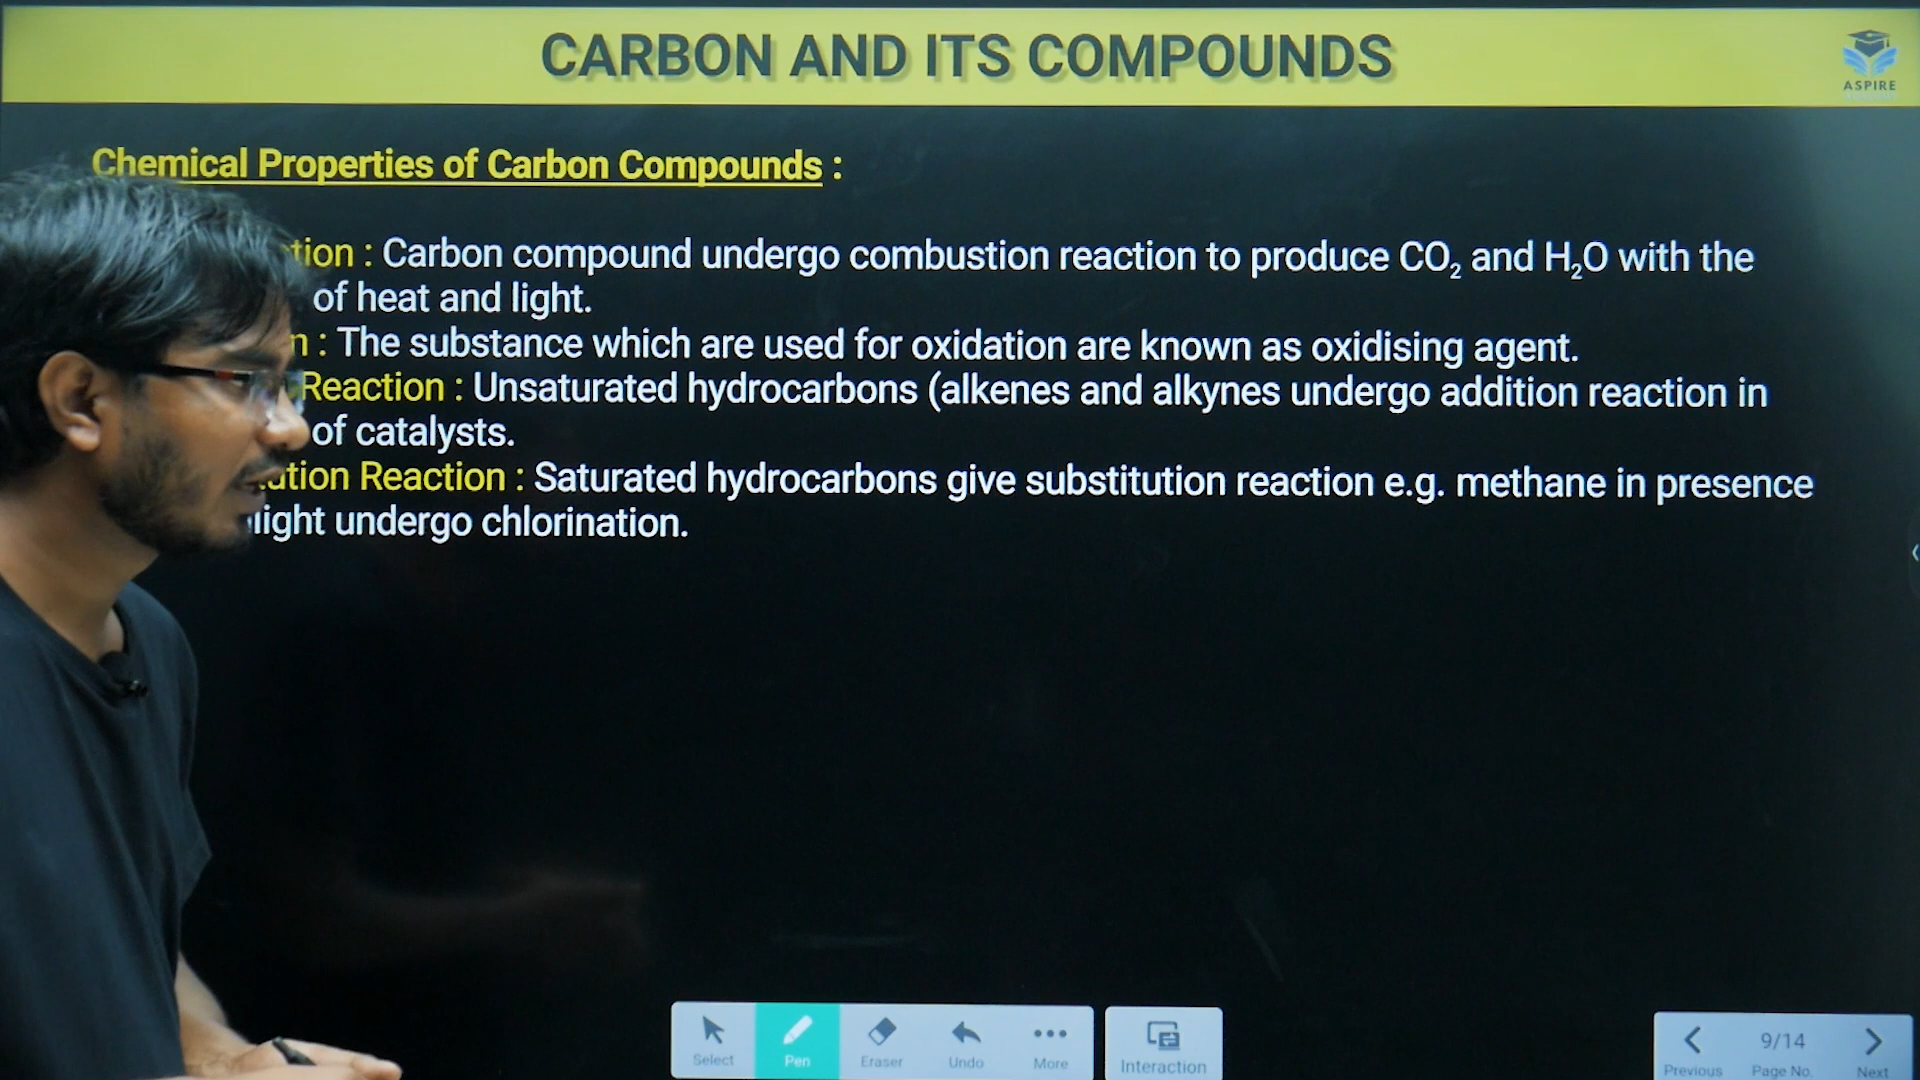 CARBON AND ITS COMPOUNDS
ASPIRE
Chemical Properties of Carbon Compounds :
tion : Carbon compound undergo combustion reaction to produce CO₂ and H₂O with the
of heat and light.
n : The substance which are used for oxidation are known as oxidising agent.
Reaction : Unsaturated hydrocarbons (alkenes and alkynes undergo addition reaction in
of catalysts.
ution Reaction : Saturated hydrocarbons give substitution reaction e.g. methane in presence
light undergo chlorination.
Select Pen Eraser Undo More Interaction
9/14
Previous Page No. Next